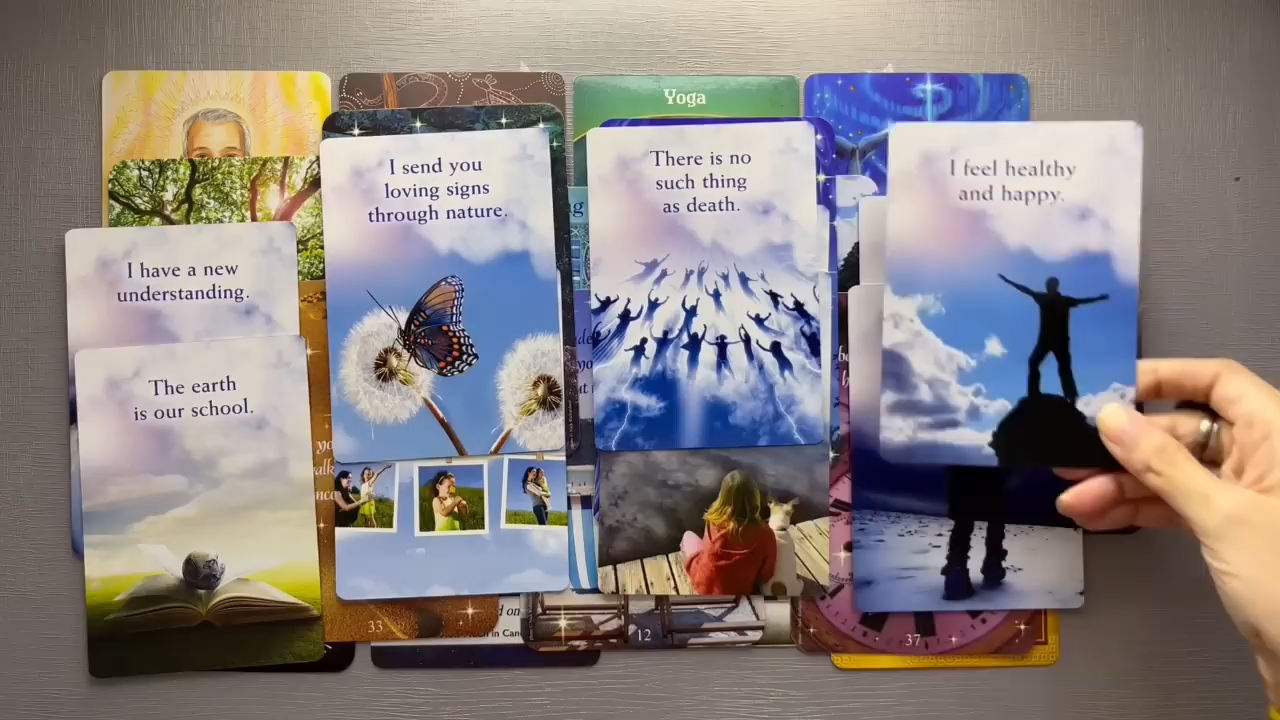 Yoga
I have a new
understanding.
The earth
is our school.
I send you
loving signs
through nature.
There is no
such thing
as death.
I feel healthy
and happy.
33
12
37